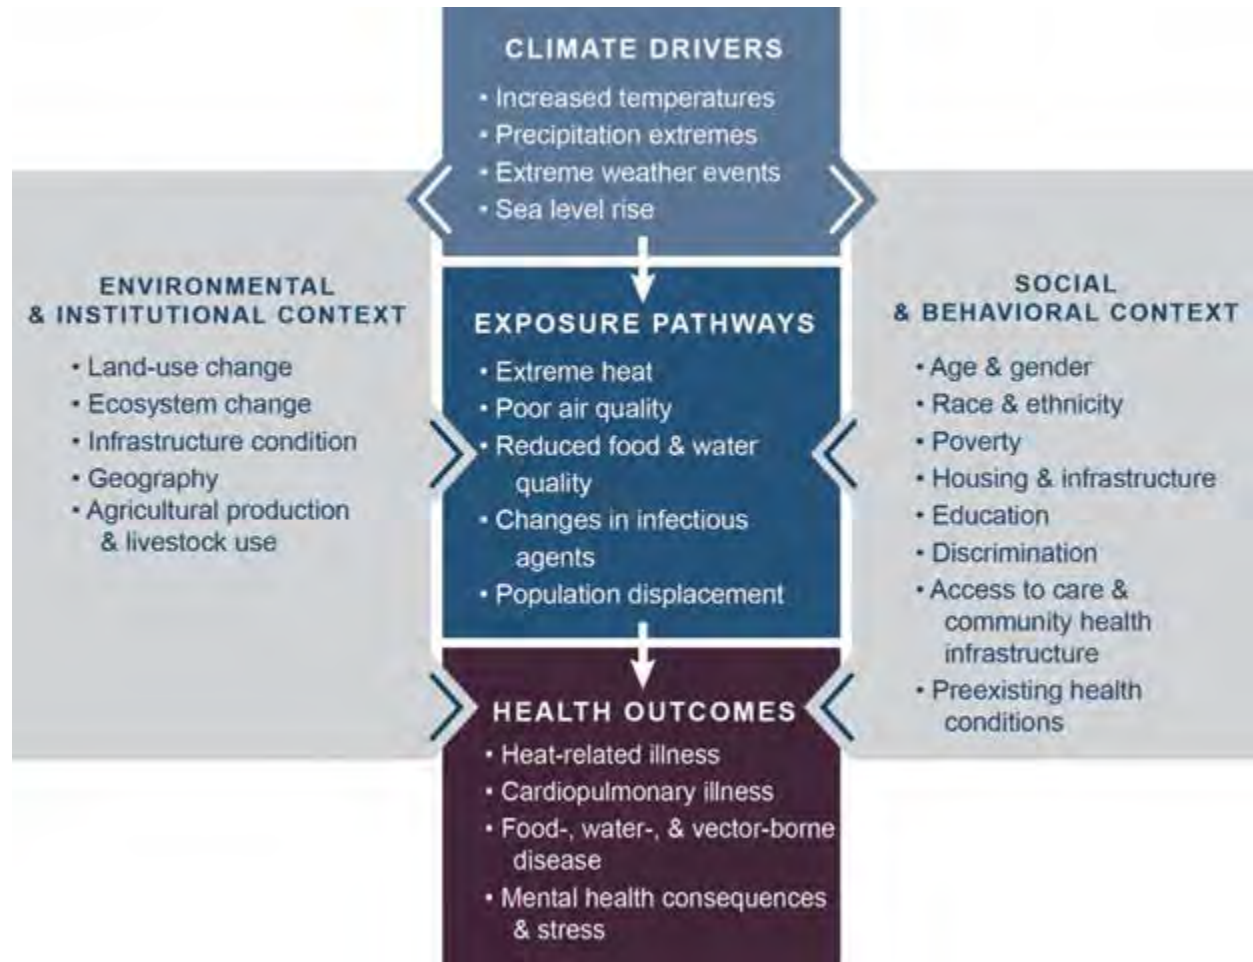 CLIMATE DRIVERS
• Increased temperatures
• Precipitation extremes
• Extreme weather events
• Sea level rise
ENVIRONMENTAL
& INSTITUTIONAL CONTEXT
• Land-use change
• Ecosystem change
• Infrastructure condition
• Geography
• Agricultural production
& livestock use
EXPOSURE PATHWAYS
• Extreme heat
• Poor air quality
• Reduced food & water
quality
• Changes in infectious
agents
• Population displacement
SOCIAL
& BEHAVIORAL CONTEXT
• Age & gender
• Race & ethnicity
• Poverty
• Housing & infrastructure
• Education
• Discrimination
• Access to care &
community health
infrastructure
• Preexisting health
conditions
HEALTH OUTCOMES
• Heat-related illness
• Cardiopulmonary illness
• Food-, water-, & vector-borne
disease
• Mental health consequences
& stress